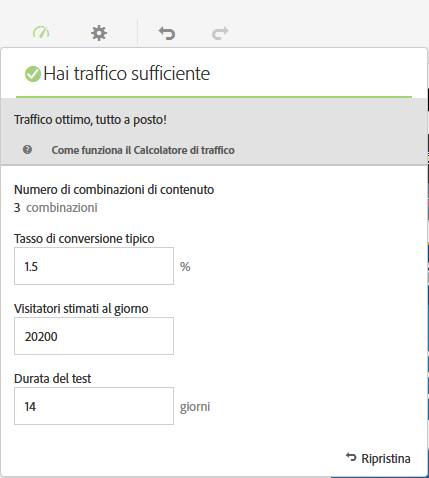 Hai traffico sufficiente
Traffico ottimo, tutto a posto!
Come funziona il Calcolatore di traffico
Numero di combinazioni di contenuto
3 combinazioni
Tasso di conversione tipico
1.5 %
Visitatori stimati al giorno
20200
Durata del test
14 giorni
Ripristina